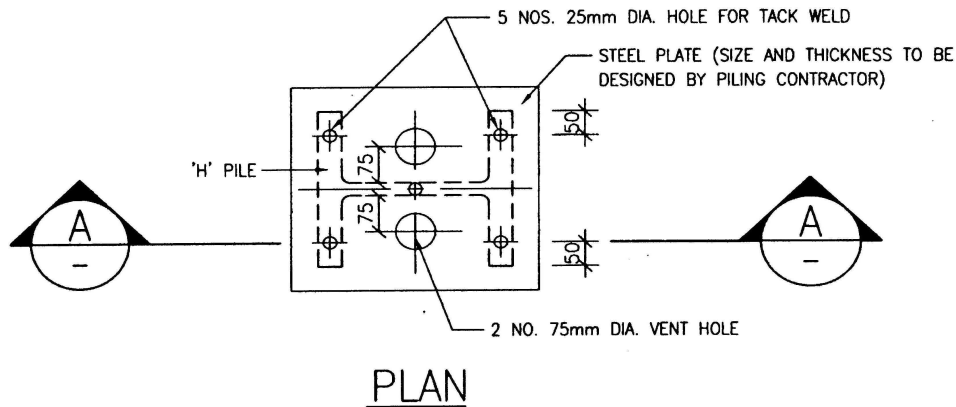 5 NOS. 25mm DIA. HOLE FOR TACK WELD
STEEL PLATE (SIZE AND THICKNESS TO BE
DESIGNED BY PILING CONTRACTOR)
50
75
'H' PILE
75
50
A
-
A
-
2 NO. 75mm DIA. VENT HOLE
PLAN